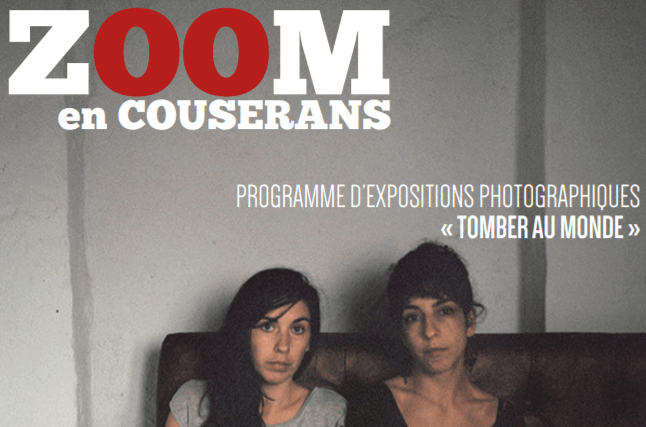 ZOOM
en COUSERANS
PROGRAMME D'EXPOSITIONS PHOTOGRAPHIQUES
« TOMBER AU MONDE »